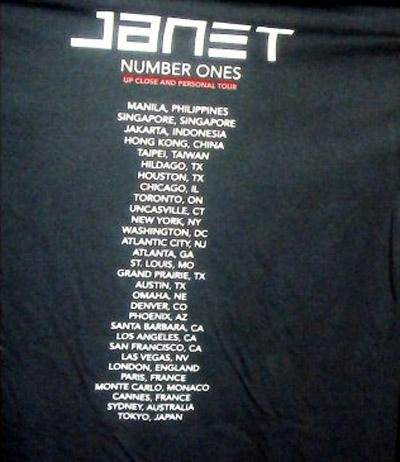 JANET
NUMBER ONES
UP CLOSE AND PERSONAL TOUR
MANILA, PHILIPPINES
SINGAPORE, SINGAPORE
JAKARTA, INDONESIA
HONG KONG, CHINA
TAIPEI, TAIWAN
HILDAGO, TX
HOUSTON, TX
CHICAGO, IL
TORONTO, ON
UNCASVILLE, CT
NEW YORK, NY
WASHINGTON, DC
ATLANTIC CITY, NJ
ATLANTA, GA
ST. LOUIS, MO
GRAND PRAIRIE, TX
AUSTIN, TX
OMAHA, NE
DENVER, CO
PHOENIX, AZ
SANTA BARBARA, CA
LOS ANGELES, CA
SAN FRANCISCO, CA
LAS VEGAS, NV
LONDON, ENGLAND
PARIS, FRANCE
MONTE CARLO, MONACO
CANNES, FRANCE
SYDNEY, AUSTRALIA
TOKYO, JAPAN